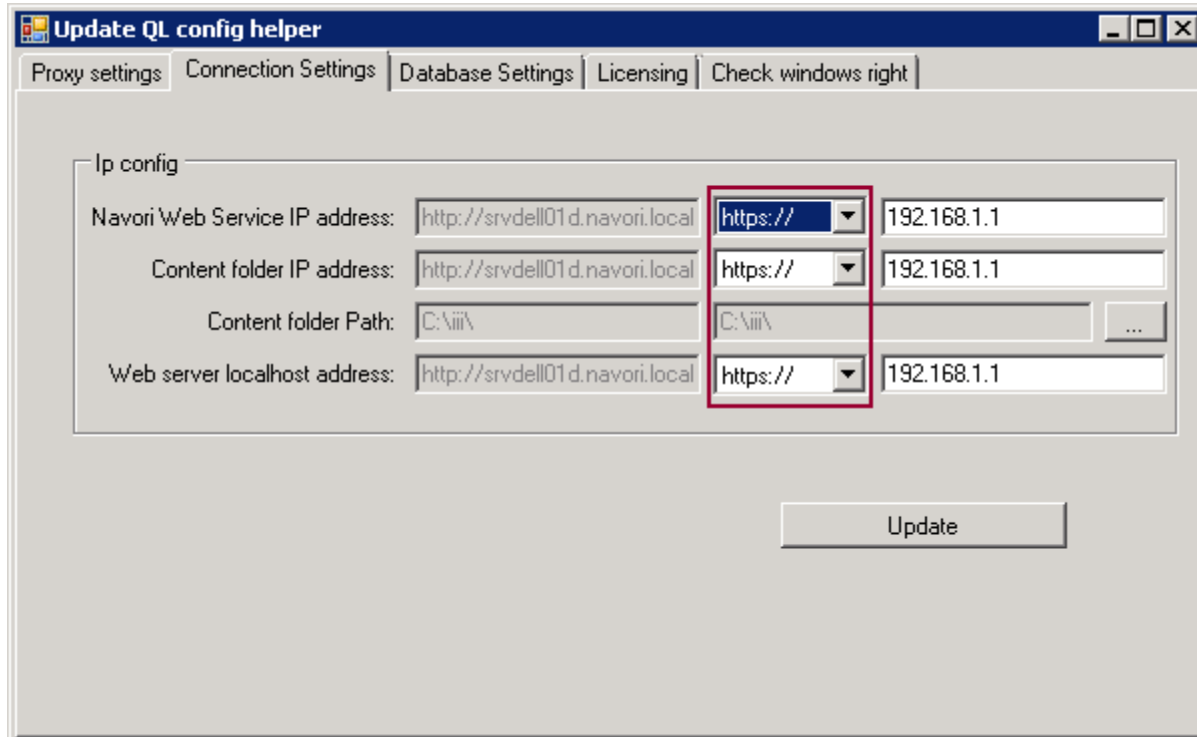 Update QL config helper
Proxy settings Connection Settings Database Settings Licensing Check windows right
Ip config
Navori Web Service IP address: http://srvdell01d.navori.local https:// 192.168.1.1
Content folder IP address: http://srvdell01d.navori.local https:// 192.168.1.1
Content folder Path: C:\iii\ C:\iii\ ...
Web server localhost address: http://srvdell01d.navori.local https:// 192.168.1.1
Update